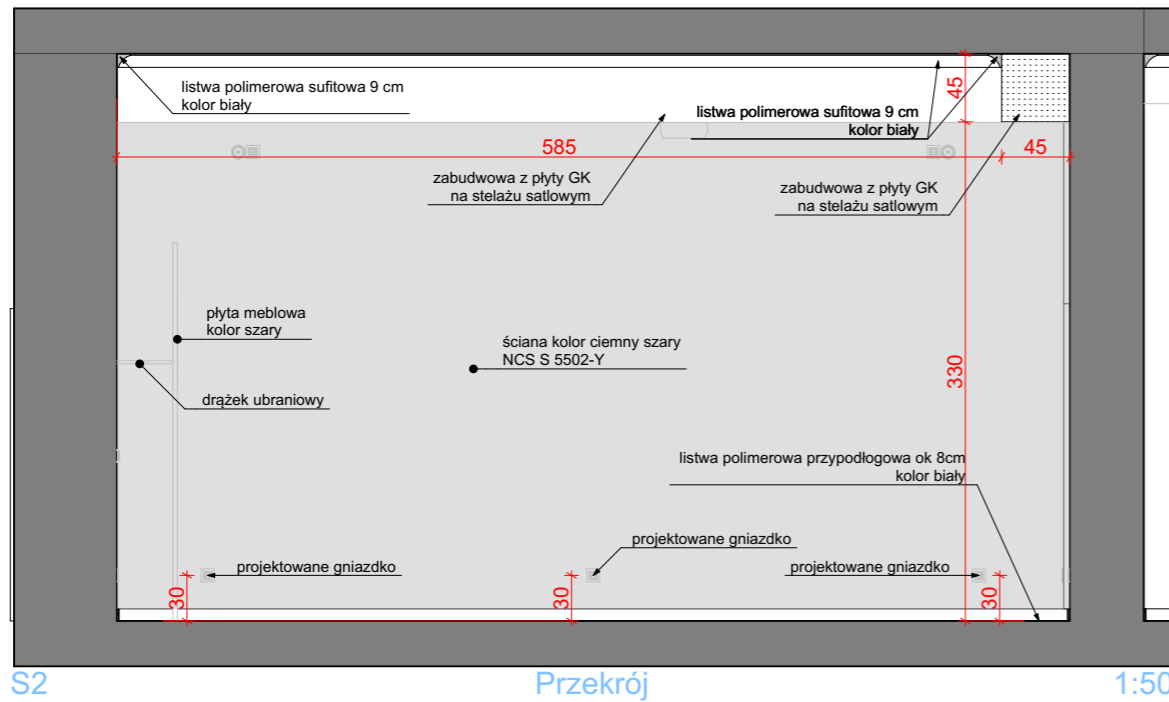 listwa polimerowa sufitowa 9 cm
kolor biały
45
listwa polimerowa sufitowa 9 cm
kolor biały
585
45
zabudwowa z płyty GK
na stelażu satlowym
zabudwowa z płyty GK
na stelażu satlowym
płyta meblowa
kolor szary
ściana kolor ciemny szary
NCS S 5502-Y
330
drążek ubraniowy
listwa polimerowa przypodłogowa ok 8cm
kolor biały
projektowane gniazdko
projektowane gniazdko
projektowane gniazdko
30
30
30
S2
Przekrój
1:50